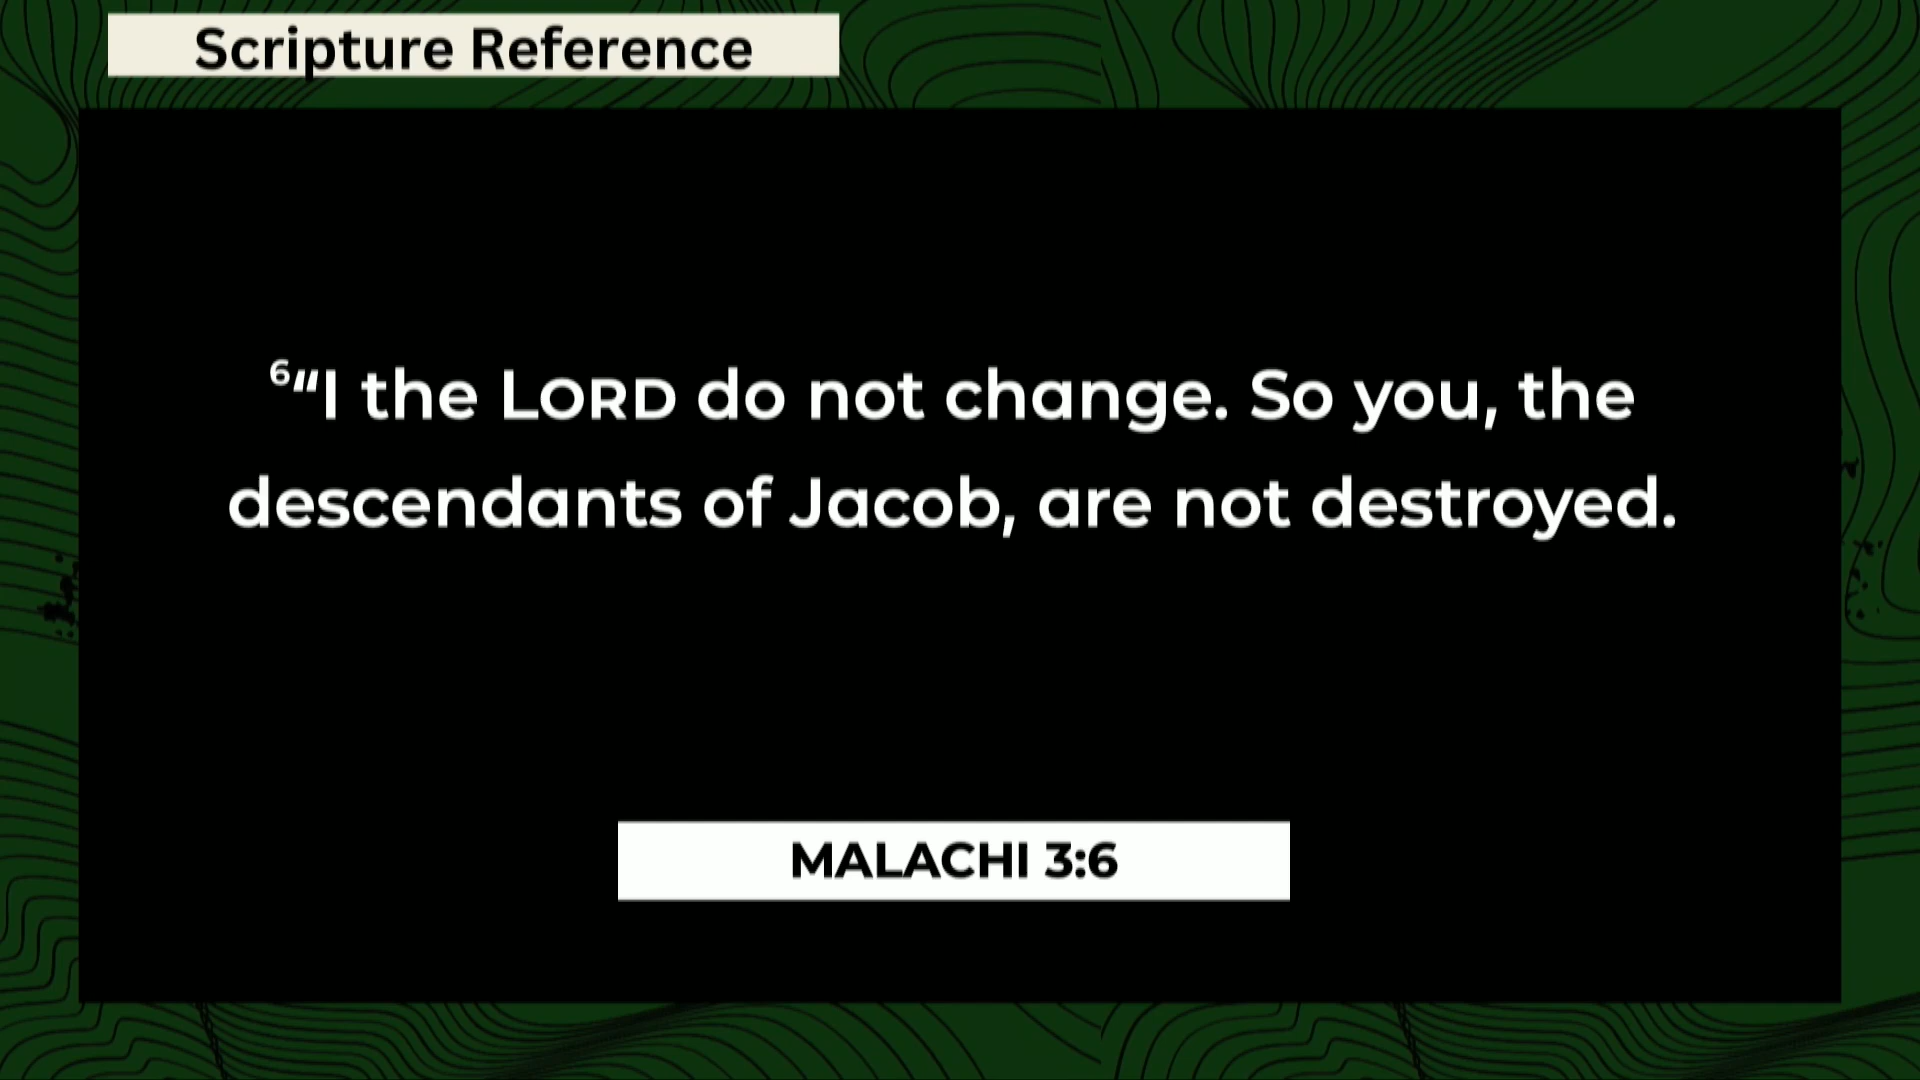 Scripture Reference
⁶“I the LORD do not change. So you, the
descendants of Jacob, are not destroyed.
MALACHI 3:6